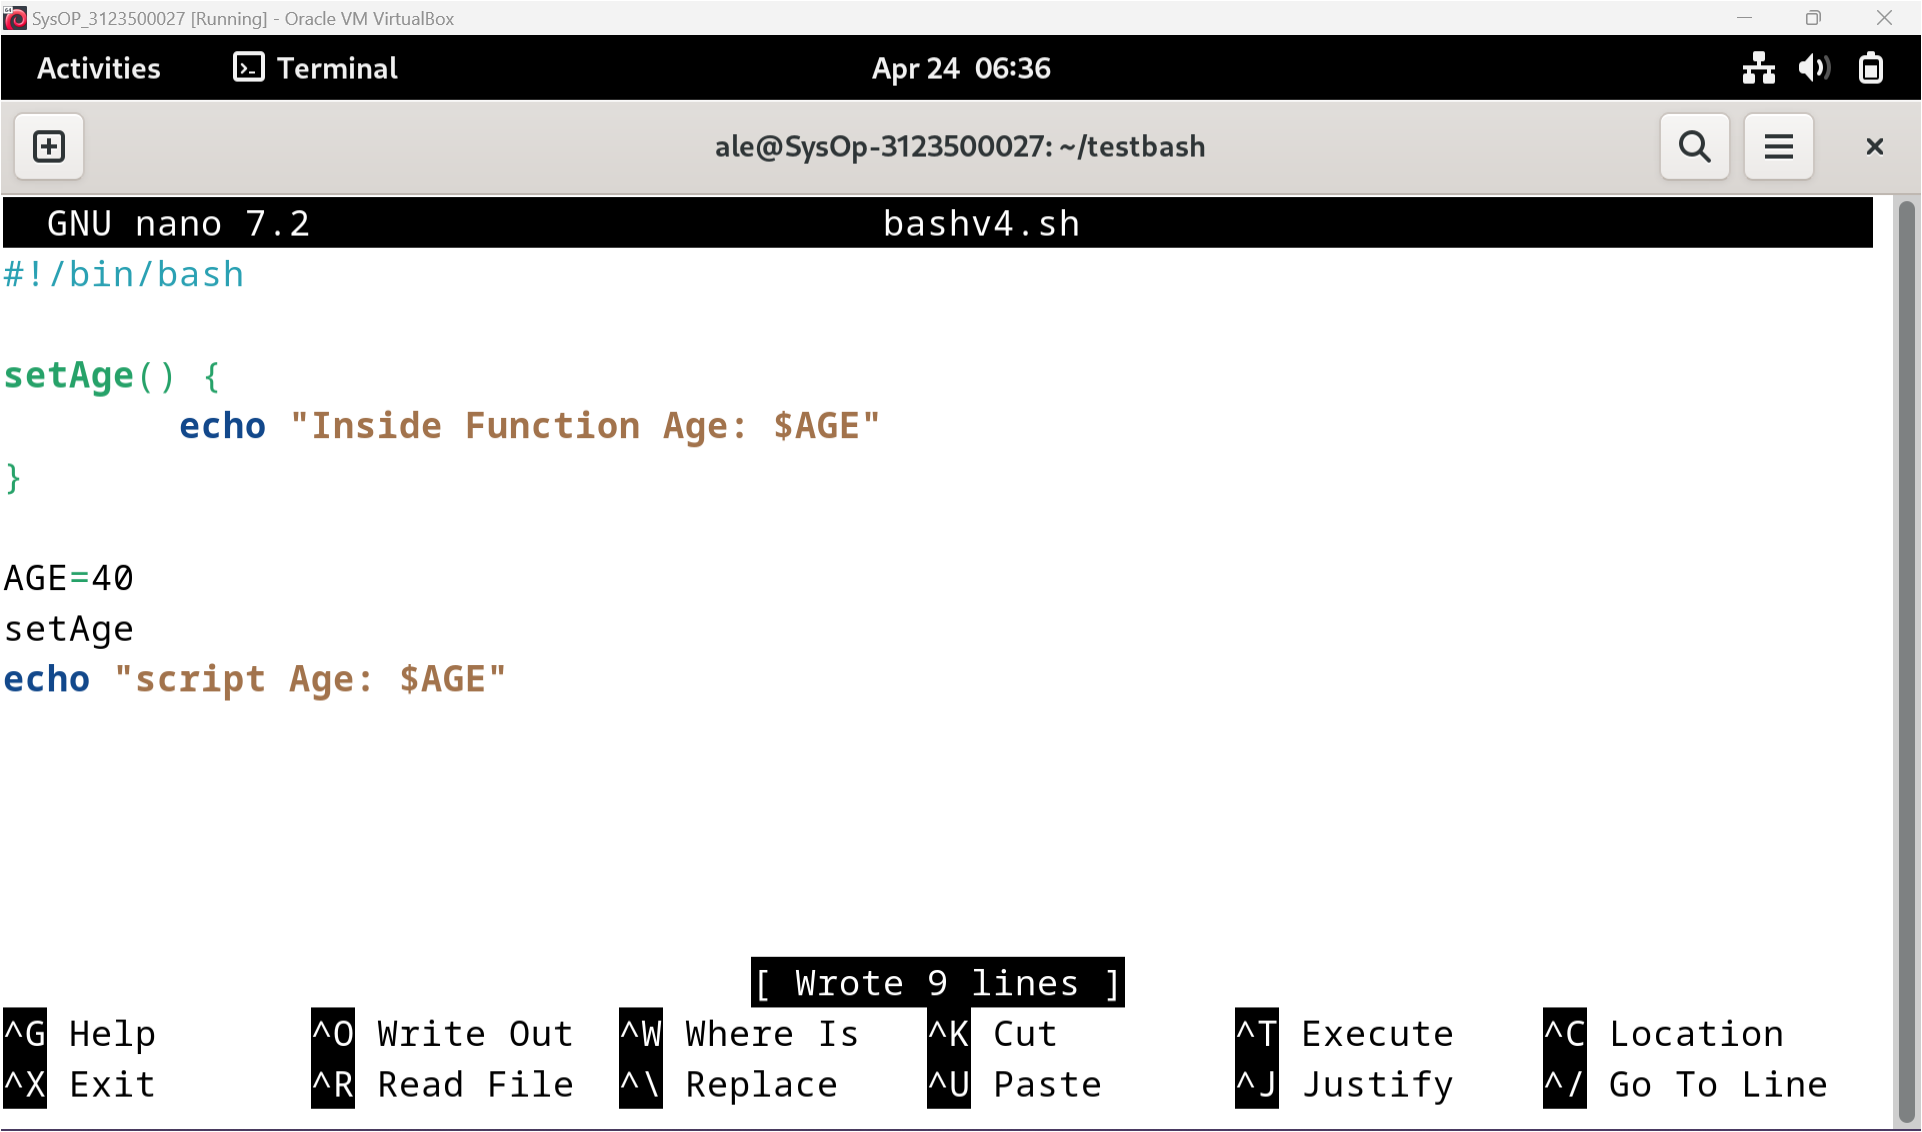 SysOP_3123500027 [Running] - Oracle VM VirtualBox
Activities Terminal Apr 24 06:36
ale@SysOp-3123500027: ~/testbash
GNU nano 7.2 bashv4.sh
#!/bin/bash
setAge() {
echo "Inside Function Age: $AGE"
}
AGE=40
setAge
echo "script Age: $AGE"
[ Wrote 9 lines ]
^G Help ^O Write Out ^W Where Is ^K Cut ^T Execute ^C Location
^X Exit ^R Read File ^\ Replace ^U Paste ^J Justify ^/ Go To Line